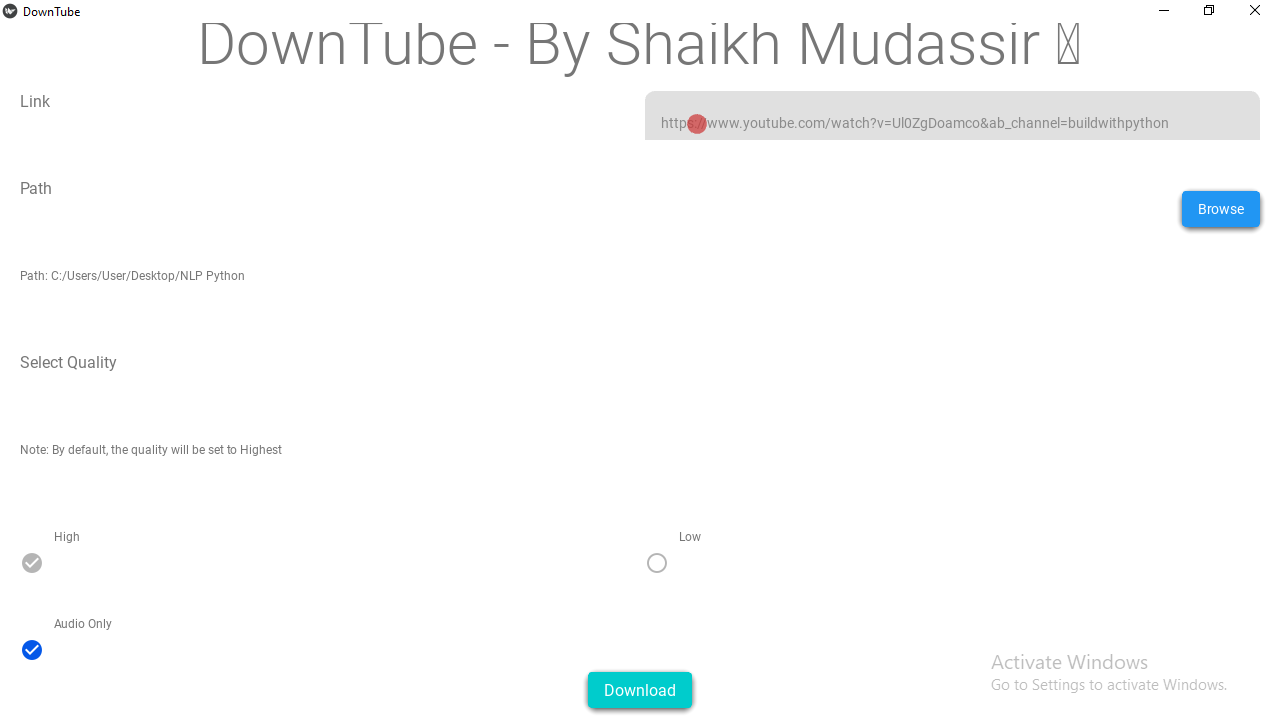 DownTube
DownTube - By Shaikh Mudassir
Link
https://www.youtube.com/watch?v=Ul0ZgDoamco&ab_channel=buildwithpython
Path
Browse
Path: C:/Users/User/Desktop/NLP Python
Select Quality
Note: By default, the quality will be set to Highest
High
Low
Audio Only
Download
Activate Windows
Go to Settings to activate Windows.